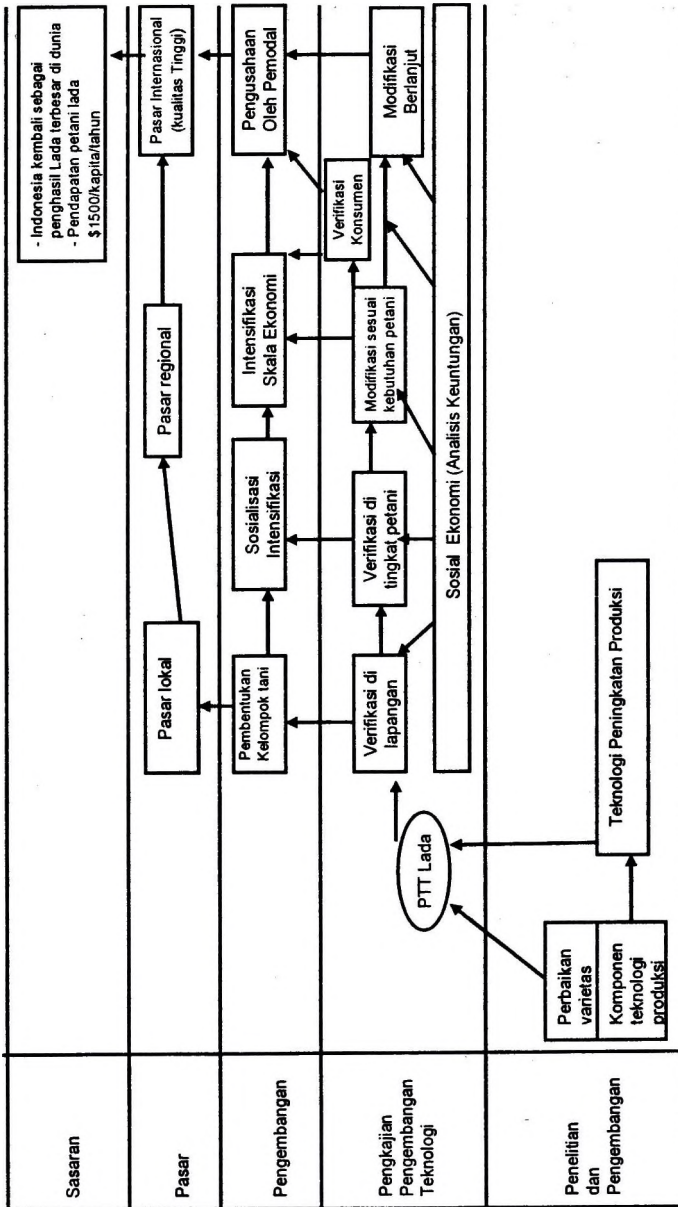 Sasaran
- Indonesia kembali sebagai
penghasil Lada terbesar di dunia
- Pendapatan petani lada
$1500/kapita/tahun
Pasar
Pasar lokal
Pasar regional
Pasar Internasional
(kualitas Tinggi)
Pengembangan
Pembentukan
Kelompok tani
Sosialisasi
Intensifikasi
Intensifikasi
Skala Ekonomi
Pengusahaan
Oleh Pemodal
Pengkajian
Pengembangan
Teknologi
PTT Lada
Verifikasi di
lapangan
Verifikasi di
tingkat petani
Modifikasi sesuai
kebutuhan petani
Verifikasi
Konsumen
Modifikasi
Berlanjut
Sosial Ekonomi (Analisis Keuntungan)
Penelitian
dan
Pengembangan
Perbaikan
varietas
Komponen
teknologi
produksi
Teknologi Peningkatan Produksi